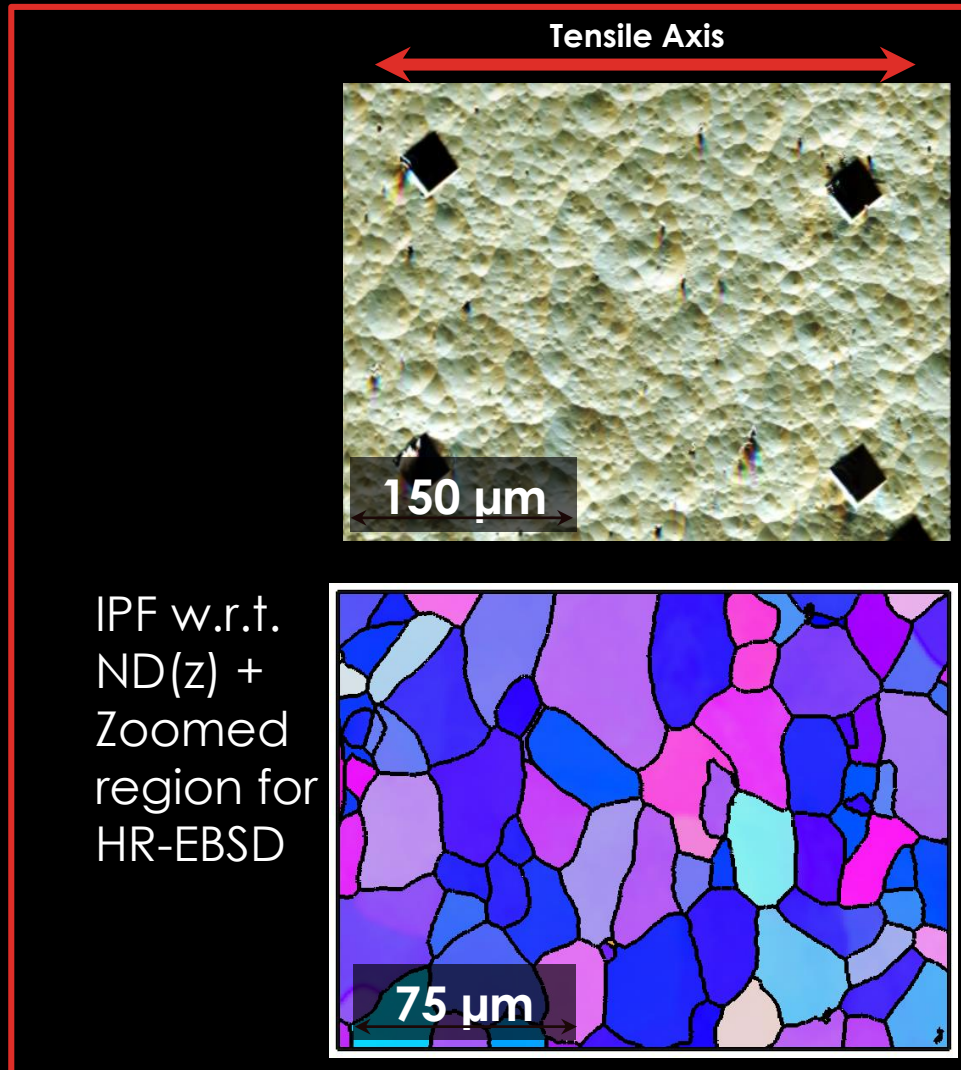 Tensile Axis
150 µm
IPF w.r.t.
ND(z) +
Zoomed
region for
HR-EBSD
75 µm